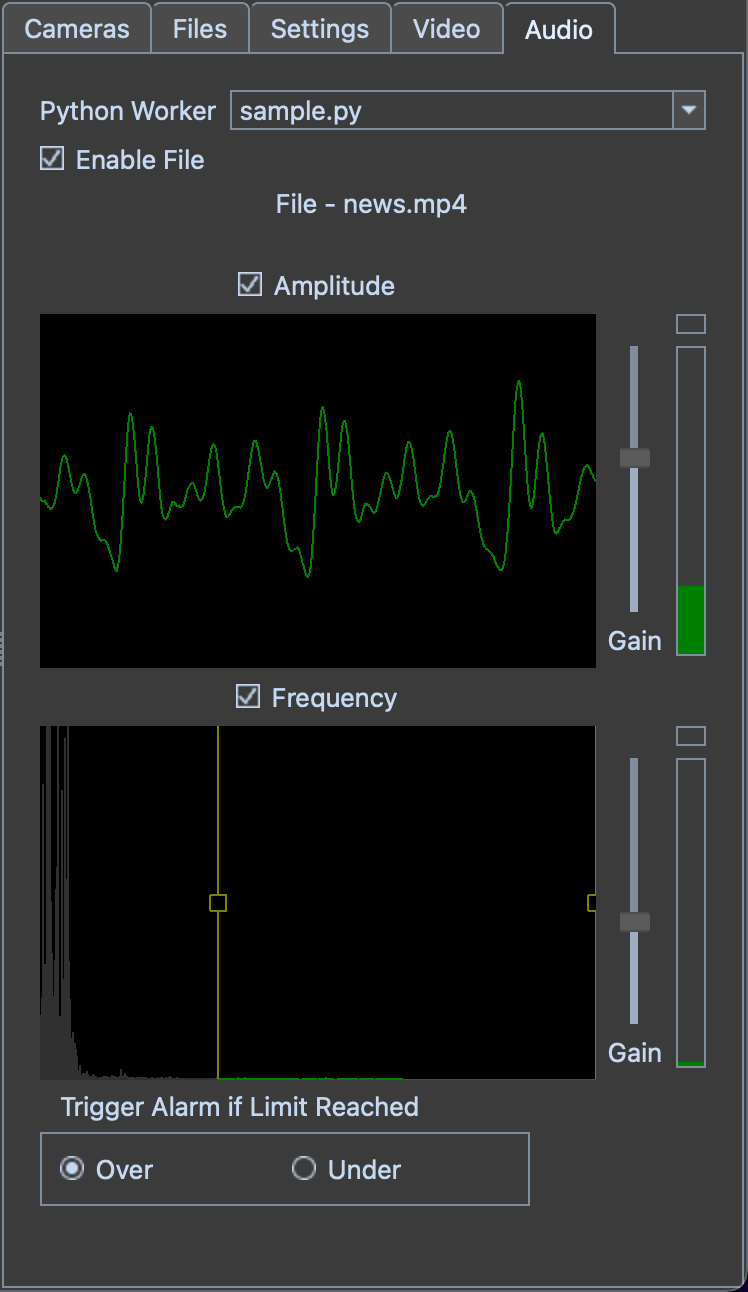 Cameras Files Settings Video Audio
Python Worker sample.py
Enable File
File - news.mp4
Amplitude
Gain
Frequency
Gain
Trigger Alarm if Limit Reached
Over Under